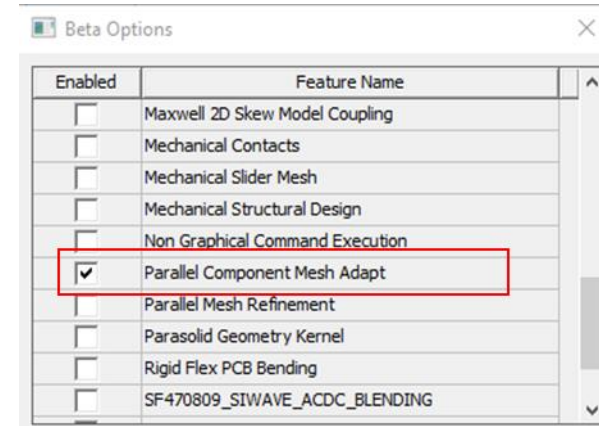 Beta Options
Enabled Feature Name
Maxwell 2D Skew Model Coupling
Mechanical Contacts
Mechanical Slider Mesh
Mechanical Structural Design
Non Graphical Command Execution
Parallel Component Mesh Adapt
Parallel Mesh Refinement
Parasolid Geometry Kernel
Rigid Flex PCB Bending
SF470809_SIWAVE_ACDC_BLENDING